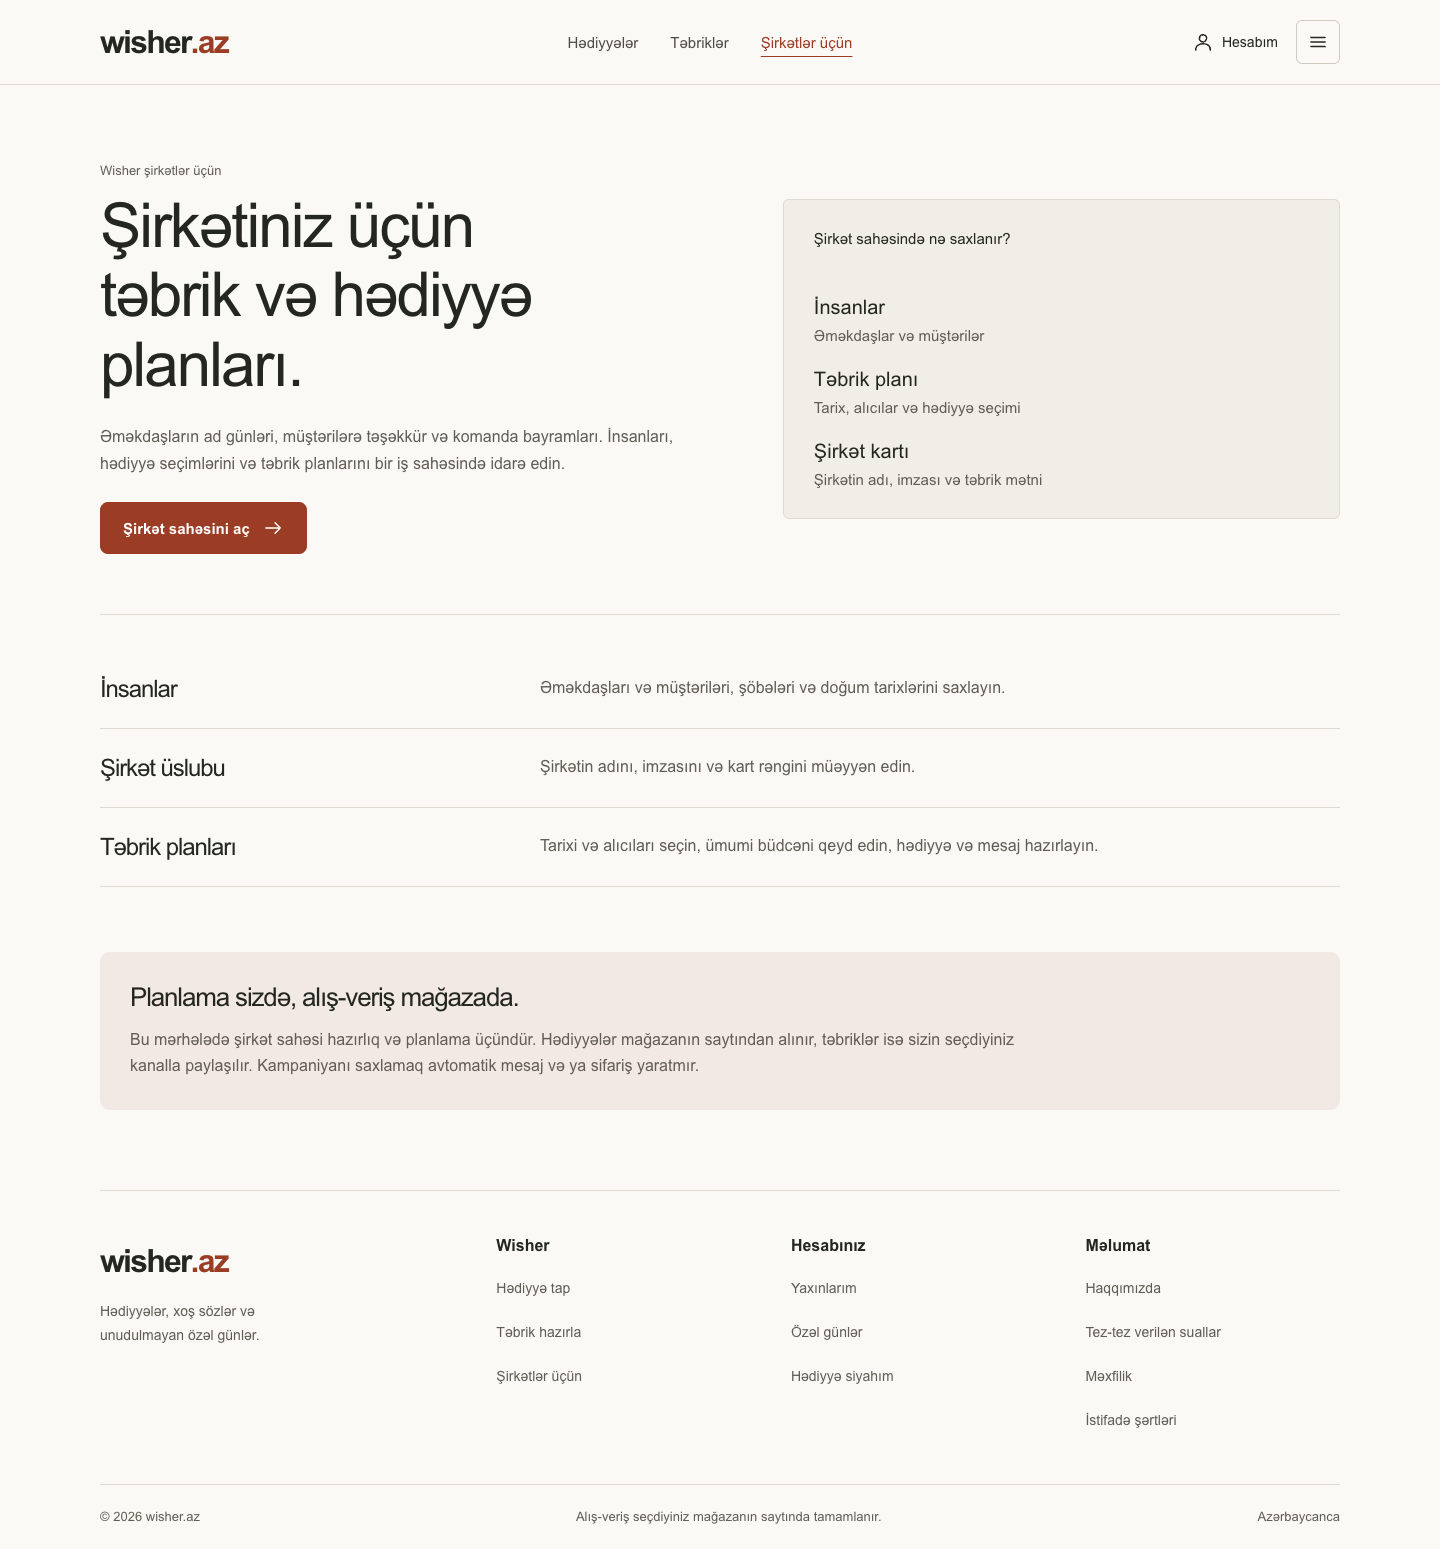 wisher.az
Hədiyyələr
Təbriklər
Şirkətlər üçün
Hesabım
Wisher şirkətlər üçün
Şirkətiniz üçün
təbrik və hədiyyə
planları.
Əməkdaşların ad günləri, müştərilərə təşəkkür və komanda bayramları. İnsanları,
hədiyyə seçimlərini və təbrik planlarını bir iş sahəsində idarə edin.
Şirkət sahəsini aç
Şirkət sahəsində nə saxlanır?
İnsanlar
Əməkdaşlar və müştərilər
Təbrik planı
Tarix, alıcılar və hədiyyə seçimi
Şirkət kartı
Şirkətin adı, imzası və təbrik mətni
İnsanlar
Əməkdaşları və müştəriləri, şöbələri və doğum tarixlərini saxlayın.
Şirkət üslubu
Şirkətin adını, imzasını və kart rəngini müəyyən edin.
Təbrik planları
Tarixi və alıcıları seçin, ümumi büdcəni qeyd edin, hədiyyə və mesaj hazırlayın.
Planlama sizdə, alış-veriş mağazada.
Bu mərhələdə şirkət sahəsi hazırlıq və planlama üçündür. Hədiyyələr mağazanın saytından alınır, təbriklər isə sizin seçdiyiniz
kanalla paylaşılır. Kampaniyanı saxlamaq avtomatik mesaj və ya sifariş yaratmır.
wisher.az
Hədiyyələr, xoş sözlər və
unudulmayan özəl günlər.
Wisher
Hədiyyə tap
Təbrik hazırla
Şirkətlər üçün
Hesabınız
Yaxınlarım
Özəl günlər
Hədiyyə siyahım
Məlumat
Haqqımızda
Tez-tez verilən suallar
Məxfilik
İstifadə şərtləri
© 2026 wisher.az
Alış-veriş seçdiyiniz mağazanın saytında tamamlanır.
Azərbaycanca